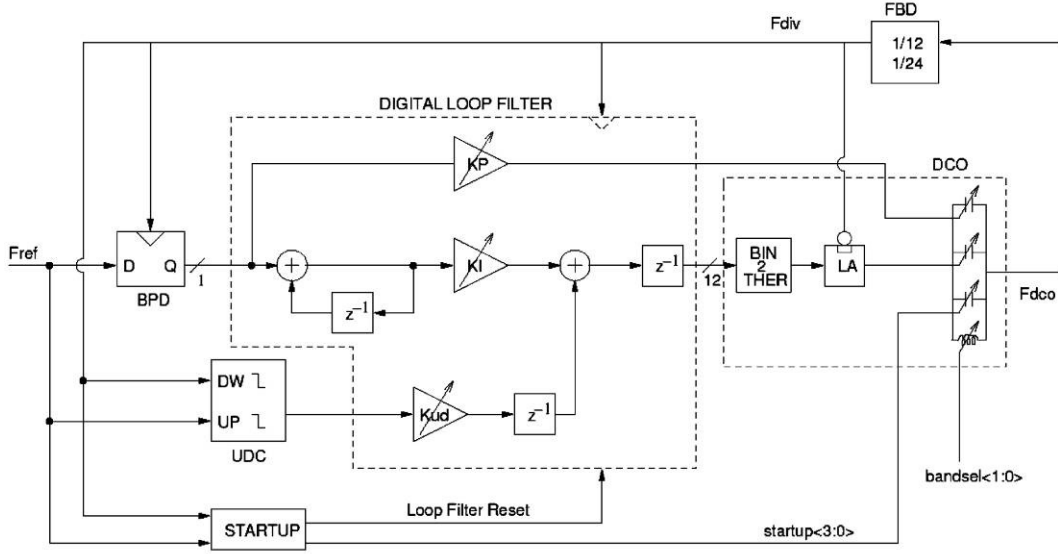 FBD
Fdiv
1/12
1/24
DIGITAL LOOP FILTER
KP
DCO
Fref
D Q
1
BPD
+
KI
+
z⁻¹
12
BIN
2
THER
LA
Fdco
z⁻¹
DW
UP
UDC
Kud
z⁻¹
bandsel<1:0>
Loop Filter Reset
STARTUP
startup<3:0>